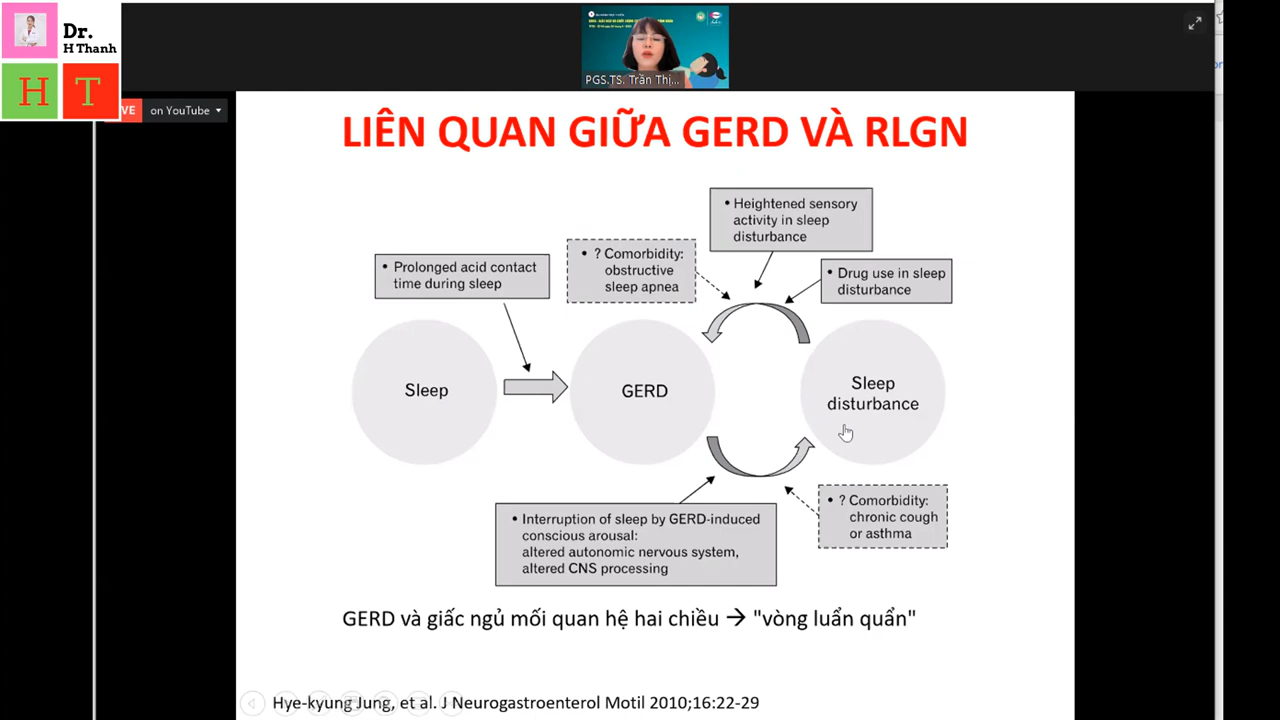 Dr.
H Thanh
H T
VE on YouTube
PGS.TS. Trần Thị...
LIÊN QUAN GIỮA GERD VÀ RLGN
• Heightened sensory
activity in sleep
disturbance
• ? Comorbidity:
obstructive
sleep apnea
• Prolonged acid contact
time during sleep
• Drug use in sleep
disturbance
Sleep
GERD
Sleep
disturbance
• Interruption of sleep by GERD-induced
conscious arousal:
altered autonomic nervous system,
altered CNS processing
• ? Comorbidity:
chronic cough
or asthma
GERD và giấc ngủ mối quan hệ hai chiều → "vòng luẩn quẩn"
Hye-kyung Jung, et al. J Neurogastroenterol Motil 2010;16:22-29